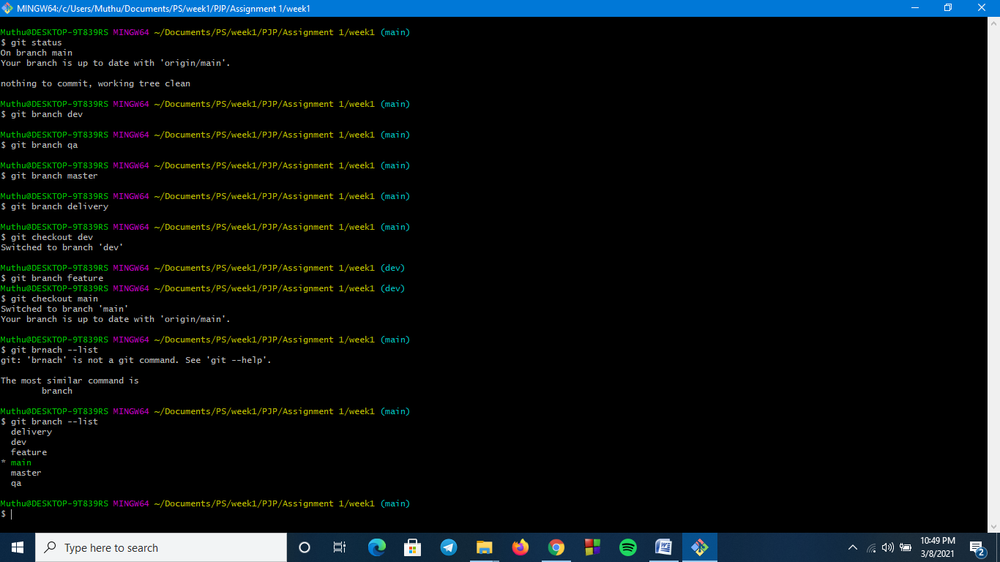 MINGW64:/c/Users/Muthu/Documents/PS/week1/PJP/Assignment 1/week1
Muthu@DESKTOP-9T839RS MINGW64 ~/Documents/PS/week1/PJP/Assignment 1/week1 (main)
$ git status
On branch main
Your branch is up to date with 'origin/main'.
nothing to commit, working tree clean
Muthu@DESKTOP-9T839RS MINGW64 ~/Documents/PS/week1/PJP/Assignment 1/week1 (main)
$ git branch dev
Muthu@DESKTOP-9T839RS MINGW64 ~/Documents/PS/week1/PJP/Assignment 1/week1 (main)
$ git branch qa
Muthu@DESKTOP-9T839RS MINGW64 ~/Documents/PS/week1/PJP/Assignment 1/week1 (main)
$ git branch master
Muthu@DESKTOP-9T839RS MINGW64 ~/Documents/PS/week1/PJP/Assignment 1/week1 (main)
$ git branch delivery
Muthu@DESKTOP-9T839RS MINGW64 ~/Documents/PS/week1/PJP/Assignment 1/week1 (main)
$ git checkout dev
Switched to branch 'dev'
Muthu@DESKTOP-9T839RS MINGW64 ~/Documents/PS/week1/PJP/Assignment 1/week1 (dev)
$ git branch feature
Muthu@DESKTOP-9T839RS MINGW64 ~/Documents/PS/week1/PJP/Assignment 1/week1 (dev)
$ git checkout main
Switched to branch 'main'
Your branch is up to date with 'origin/main'.
Muthu@DESKTOP-9T839RS MINGW64 ~/Documents/PS/week1/PJP/Assignment 1/week1 (main)
$ git brnach --list
git: 'brnach' is not a git command. See 'git --help'.
The most similar command is
        branch
Muthu@DESKTOP-9T839RS MINGW64 ~/Documents/PS/week1/PJP/Assignment 1/week1 (main)
$ git branch --list
  delivery
  dev
  feature
* main
  master
  qa
Muthu@DESKTOP-9T839RS MINGW64 ~/Documents/PS/week1/PJP/Assignment 1/week1 (main)
$
Type here to search
10:49 PM
3/8/2021
2